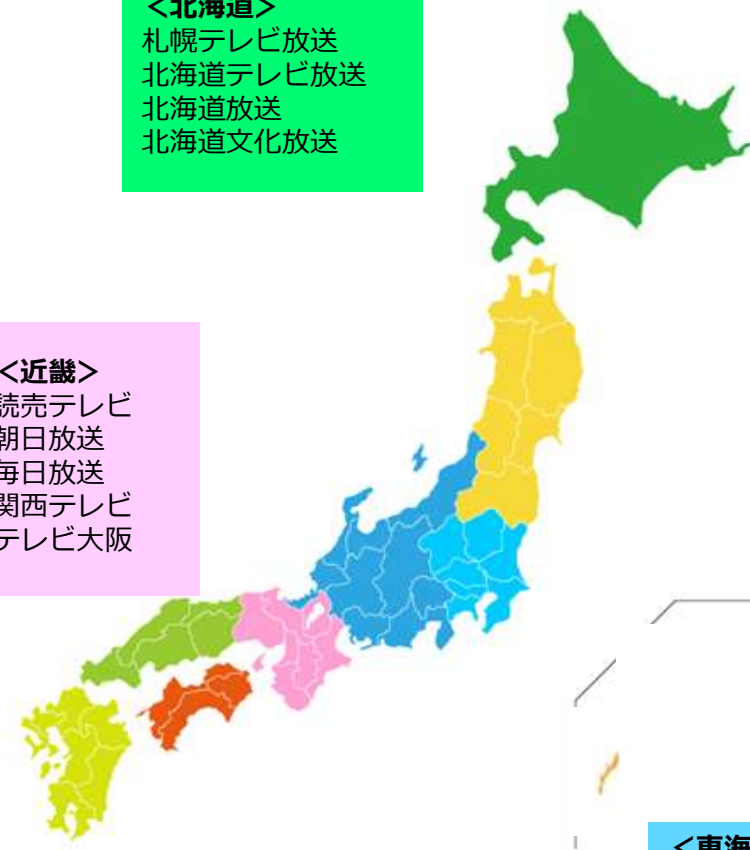 ＜北海道＞
札幌テレビ放送
北海道テレビ放送
北海道放送
北海道文化放送
＜近畿＞
読売テレビ
朝日放送
毎日放送
関西テレビ
テレビ大阪
＜東海